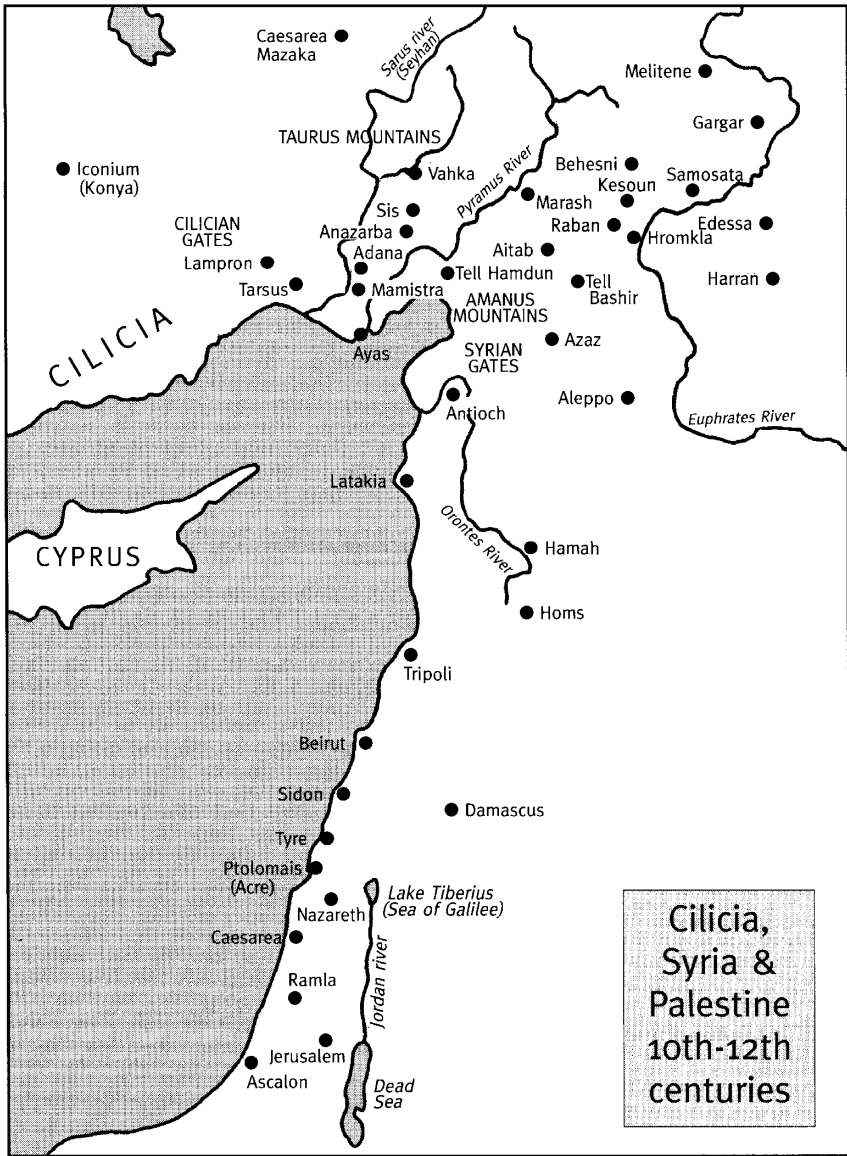 Caesarea
Mazaka
Sarus river
(Seyhan)
Melitene
TAURUS MOUNTAINS
Gargar
Iconium
(Konya)
Vahka
Pyramus River
Behesni
Kesoun
Samosata
Sis
Marash
CILICIAN
GATES
Anazarba
Raban
Edessa
Hromkla
Lampron
Adana
Aitab
Tell Hamdun
Tarsus
Mamistra
Tell
Bashir
Harran
AMANUS
MOUNTAINS
CILICIA
Ayas
Azaz
SYRIAN
GATES
Antioch
Aleppo
Euphrates River
Latakia
Orontes River
CYPRUS
Hamah
Homs
Tripoli
Beirut
Sidon
Damascus
Tyre
Ptolomais
(Acre)
Lake Tiberius
(Sea of Galilee)
Nazareth
Caesarea
Jordan river
Ramla
Jerusalem
Ascalon
Dead
Sea
Cilicia,
Syria &
Palestine
10th-12th
centuries